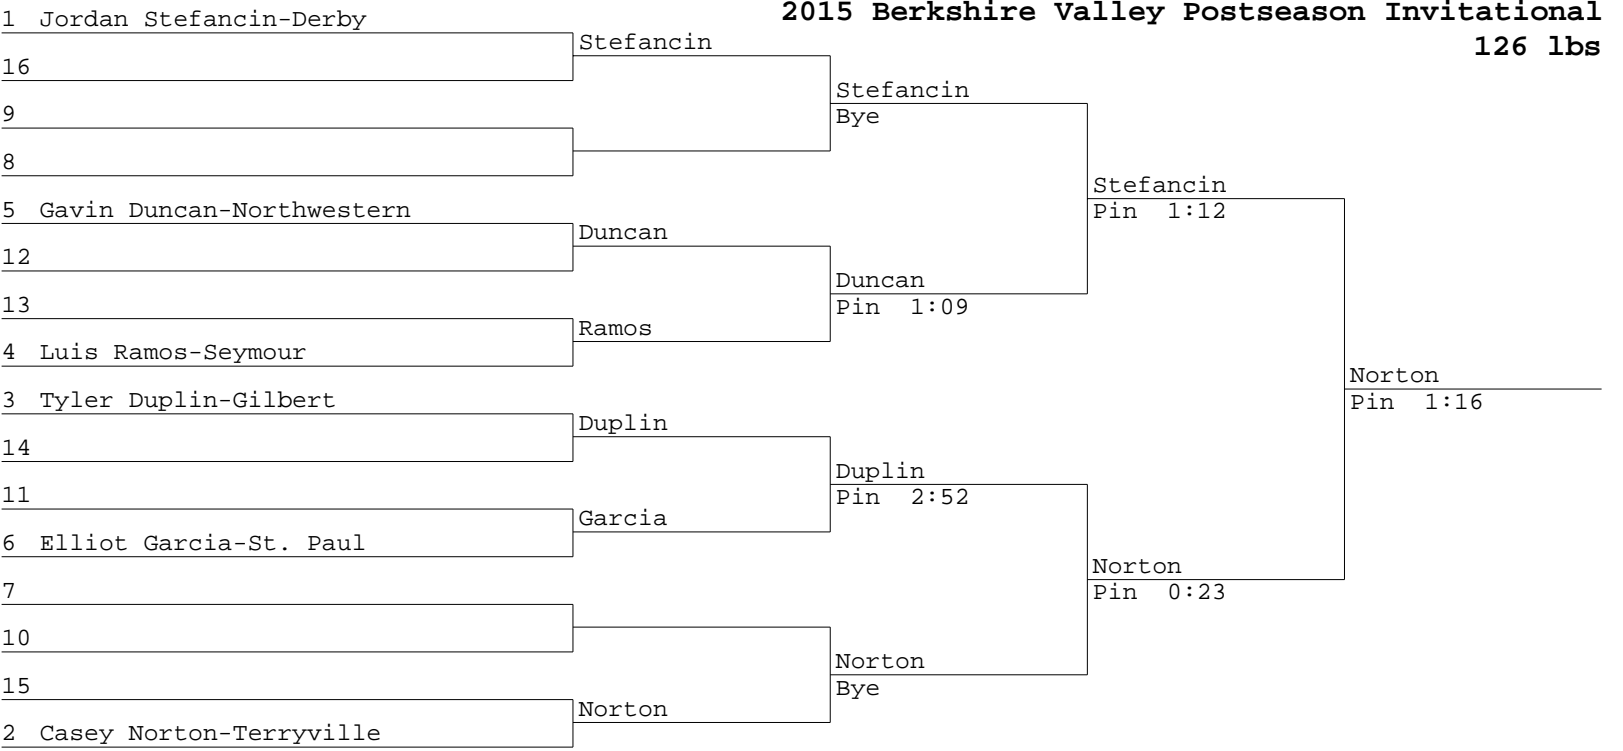 2015 Berkshire Valley Postseason Invitational
126 lbs
1 Jordan Stefancin-Derby
16
9
8
5 Gavin Duncan-Northwestern
12
13
4 Luis Ramos-Seymour
3 Tyler Duplin-Gilbert
14
11
6 Elliot Garcia-St. Paul
7
10
15
2 Casey Norton-Terryville
Stefancin
Duncan
Ramos
Duplin
Garcia
Norton
Stefancin
Bye
Duncan
Pin 1:09
Duplin
Pin 2:52
Norton
Bye
Stefancin
Pin 1:12
Norton
Pin 0:23
Norton
Pin 1:16